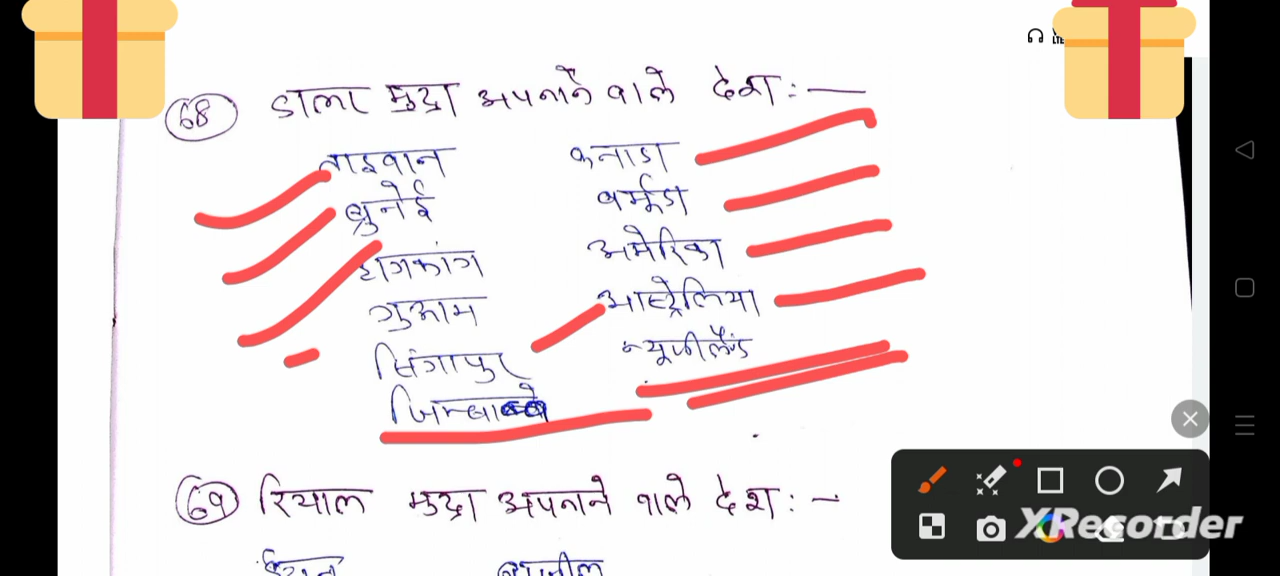 68 डालर मुद्रा अपनाने वाले देश :—
ताइवान कनाडा
ब्रुनेई बर्मूडा
हांगकांग अमेरिका
गुआम आस्ट्रेलिया
सिंगापुर न्यूजीलैंड
जिम्बाब्वे
69 रियाल मुद्रा अपनाने वाले देश :—
XRecorder